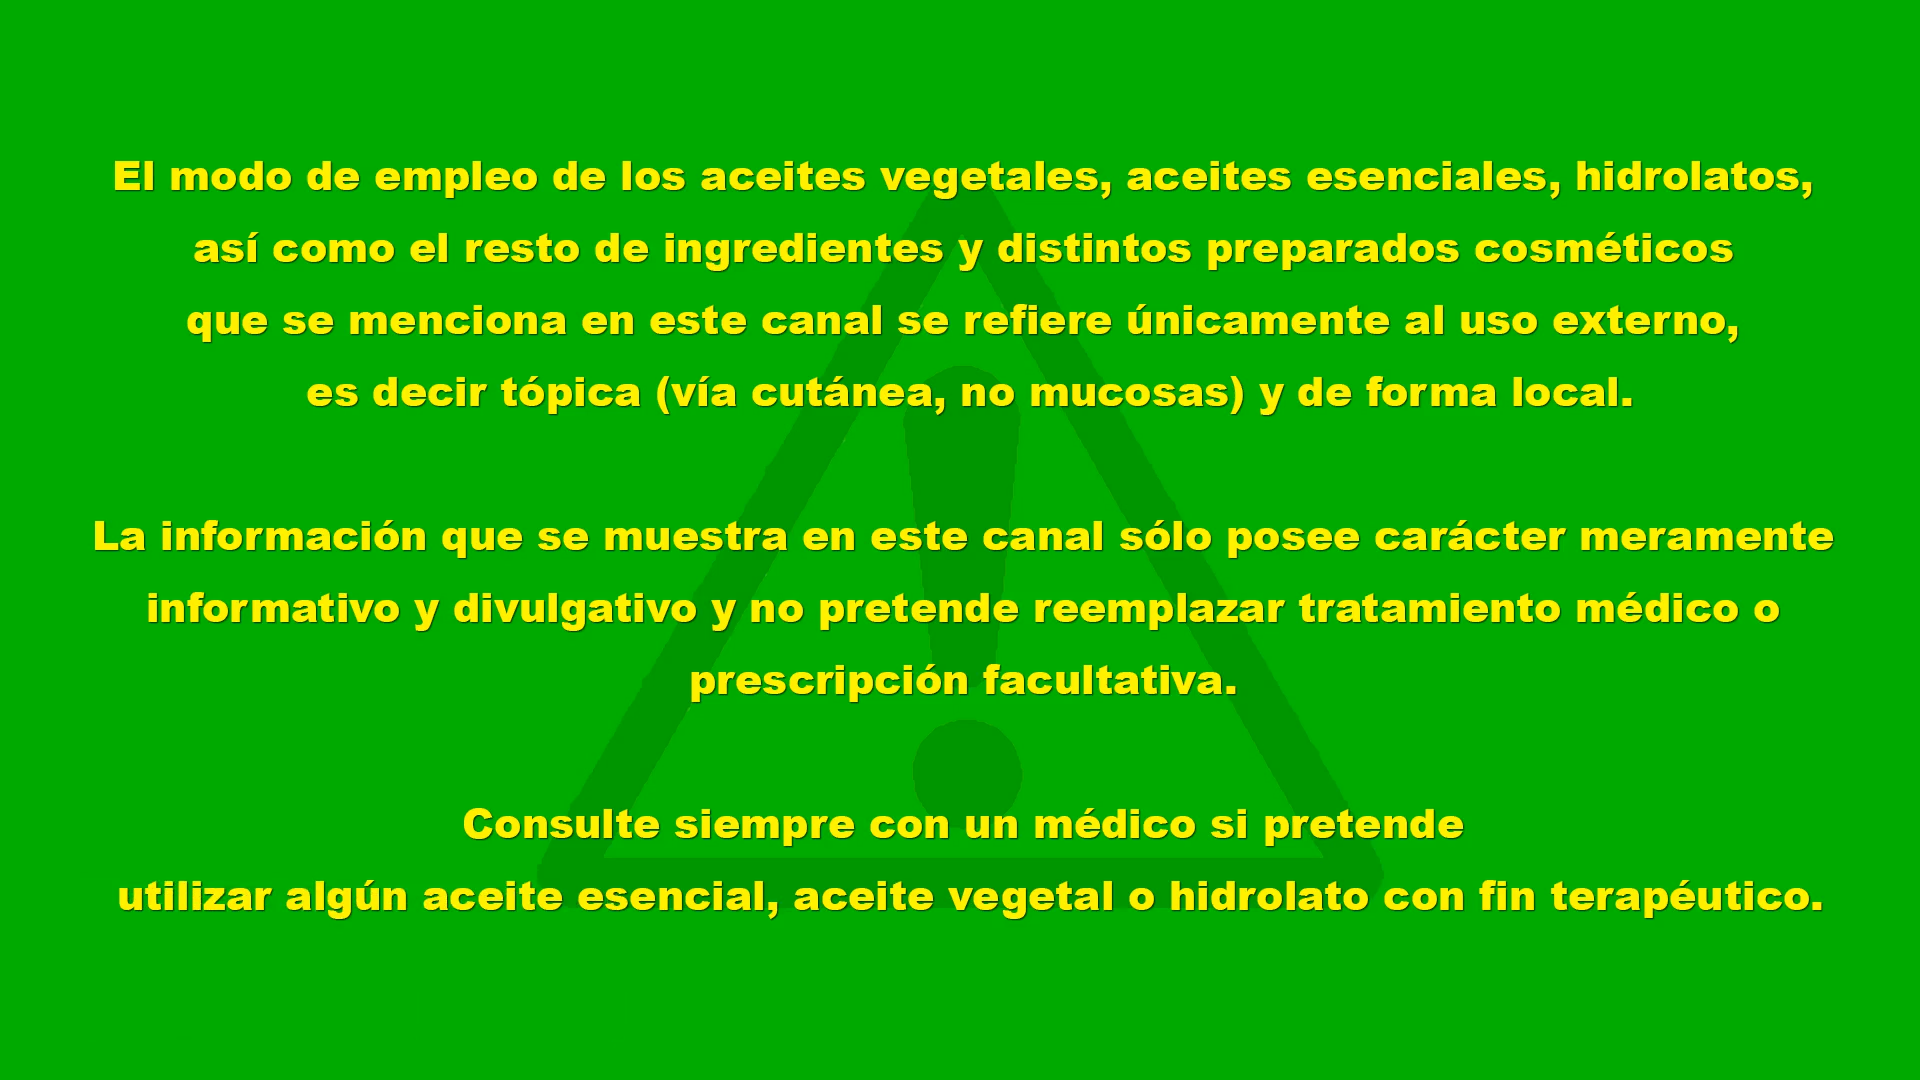 El modo de empleo de los aceites vegetales, aceites esenciales, hidrolatos,
así como el resto de ingredientes y distintos preparados cosméticos
que se menciona en este canal se refiere únicamente al uso externo,
es decir tópica (vía cutánea, no mucosas) y de forma local.
La información que se muestra en este canal sólo posee carácter meramente
informativo y divulgativo y no pretende reemplazar tratamiento médico o
prescripción facultativa.
Consulte siempre con un médico si pretende
utilizar algún aceite esencial, aceite vegetal o hidrolato con fin terapéutico.